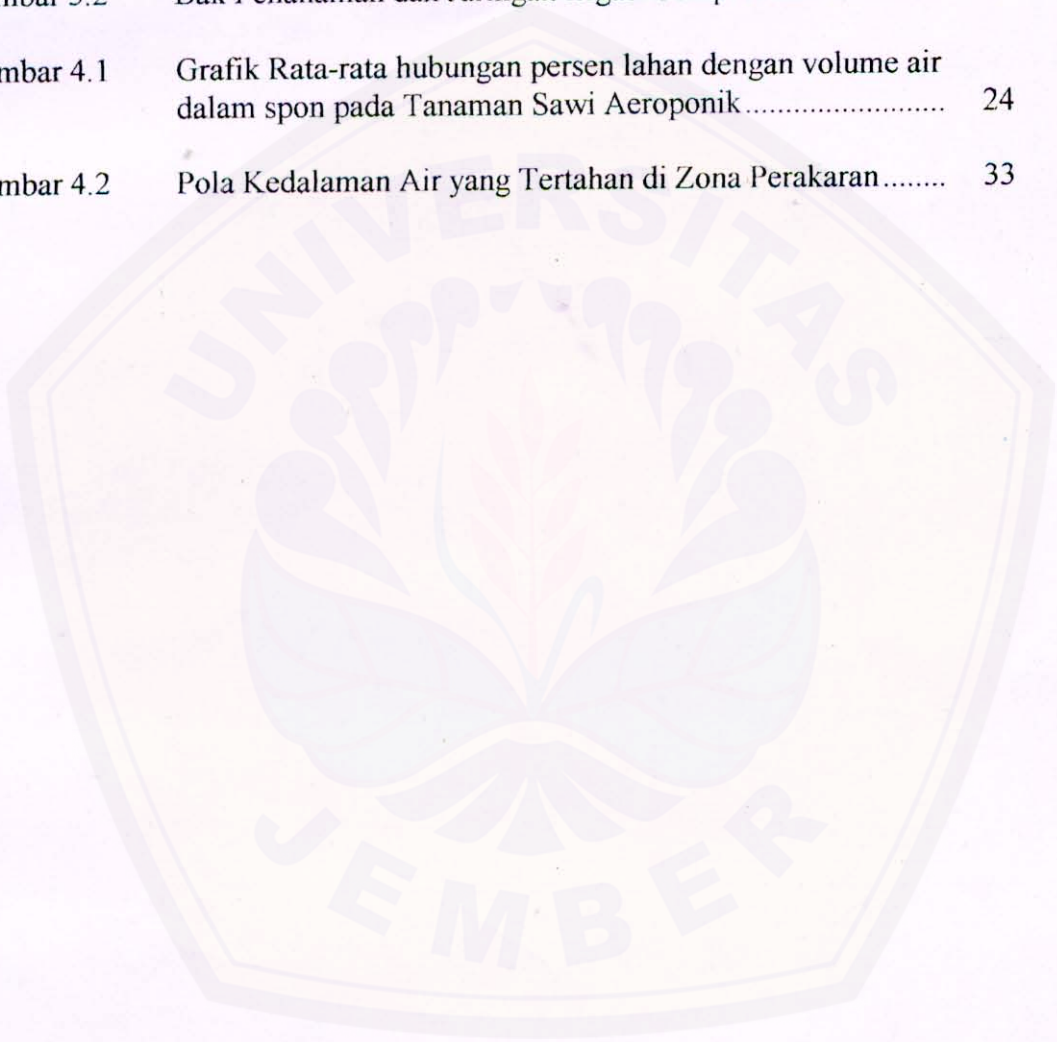 mbar 4.1 Grafik Rata-rata hubungan persen lahan dengan volume air
dalam spon pada Tanaman Sawi Aeroponik ........................ 24
mbar 4.2 Pola Kedalaman Air yang Tertahan di Zona Perakaran ........ 33
UNIVERSITAS
JEMBER